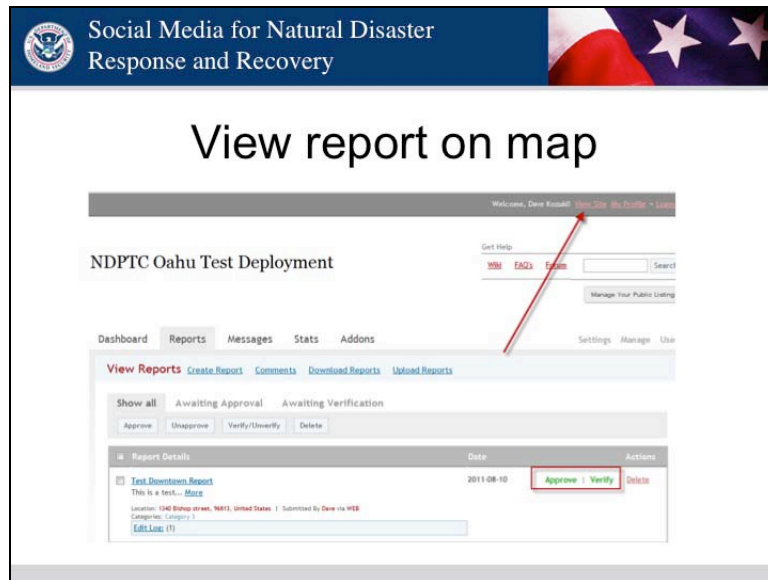 Social Media for Natural Disaster
Response and Recovery
View report on map
Welcome, Dave View Site My Profile
NDPTC Oahu Test Deployment
Get Help
Wiki FAQ's Forum Search
Manage Your Public Listing
Dashboard Reports Messages Stats Addons Settings Manage Use
View Reports Create Report Comments Download Reports Upload Reports
Show all Awaiting Approval Awaiting Verification
Approve Unapprove Verify/Unverify Delete
Report Details Date Actions
Test Downtown Report 2011-08-10 Approve | Verify Delete
This is a test... More
Location: 1340 Bishop street, 96813, United States | Submitted By Dave via WEB
Categories: Category 3
Edit Log: (1)